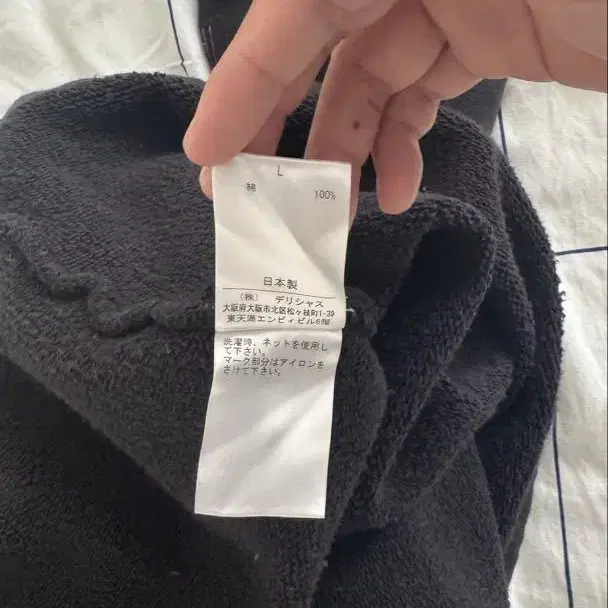 L
綿 100%
日本製
(株) デリシャス
大阪府大阪市北区松ヶ枝町1-39
東天満エンビィビル6階
洗濯時、ネットを使用し
て下さい。
マーク部分はアイロンを
さけて下さい。